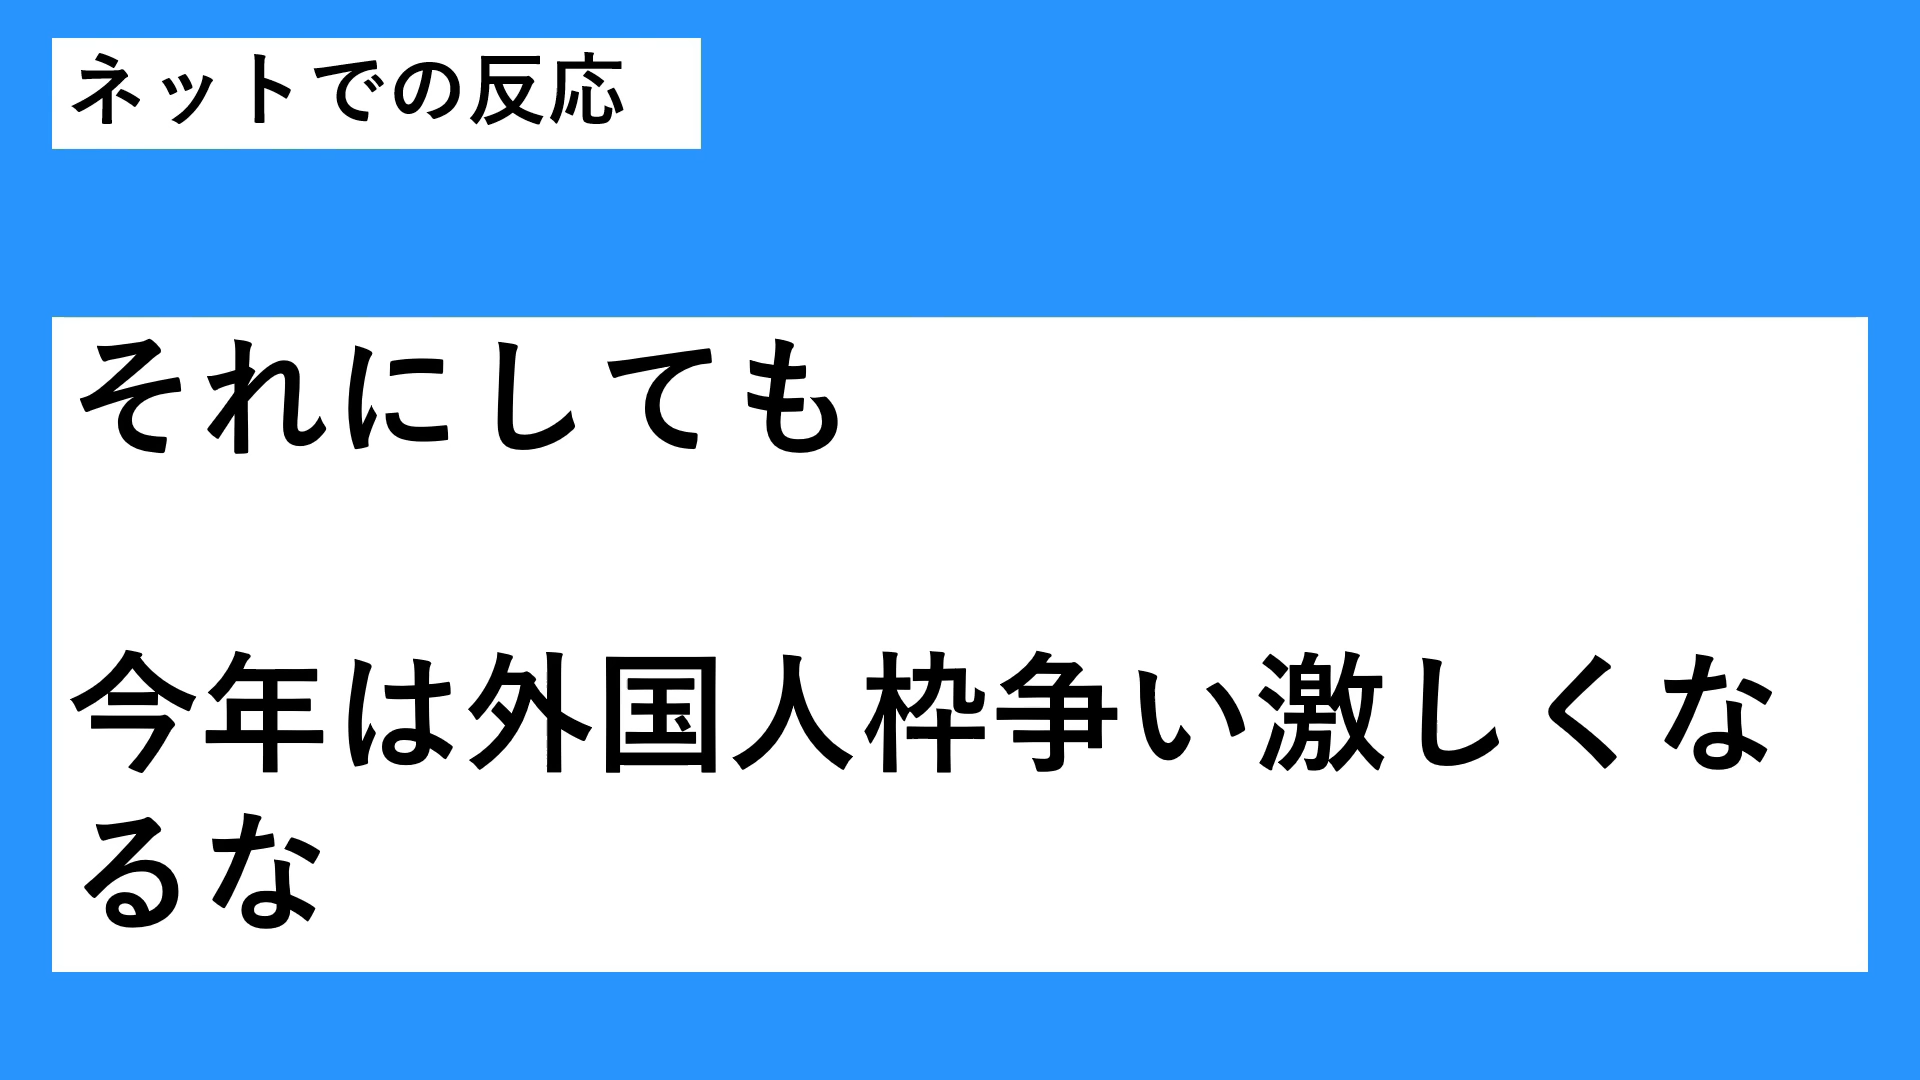 ネットでの反応
それにしても
今年は外国人枠争い激しくな
るな